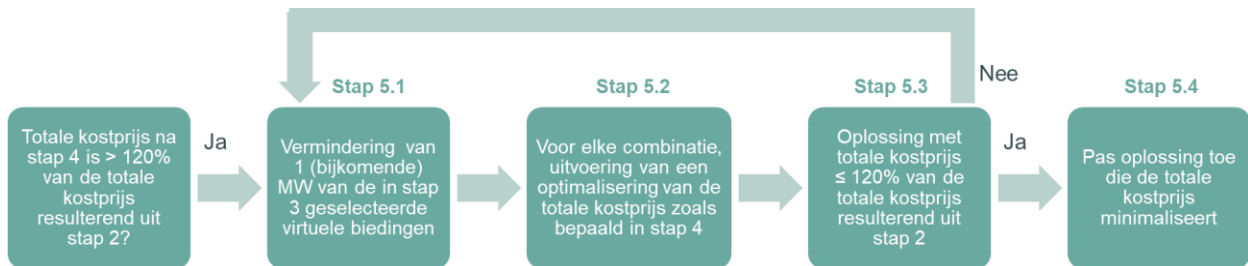 Nee
Stap 5.1
Stap 5.2
Stap 5.3
Stap 5.4
Totale kostprijs na
stap 4 is > 120%
van de totale
kostprijs
resulterend uit
stap 2?
Ja
Vermindering van
1 (bijkomende)
MW van de in stap
3 geselecteerde
virtuele biedingen
Voor elke combinatie,
uitvoering van een
optimalisering van de
totale kostprijs zoals
bepaald in stap 4
Oplossing met
totale kostprijs
≤ 120% van de
totale kostprijs
resulterend uit
stap 2
Ja
Pas oplossing toe
die de totale
kostprijs
minimaliseert